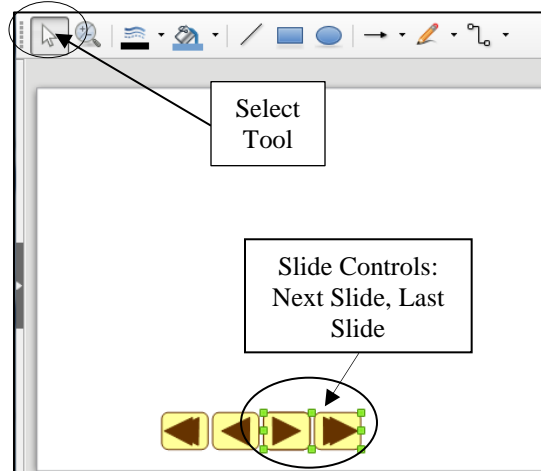 Select
Tool
Slide Controls:
Next Slide, Last
Slide